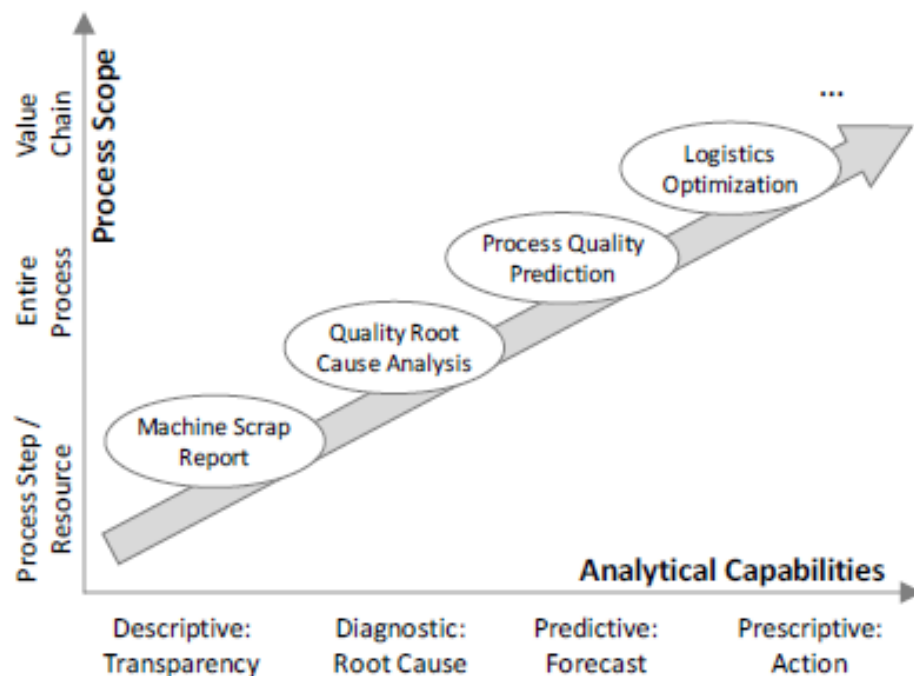 Value
Chain
Process Scope
Entire
Process
Process Step /
Resource
...
Logistics
Optimization
Process Quality
Prediction
Quality Root
Cause Analysis
Machine Scrap
Report
Analytical Capabilities
Descriptive:
Transparency
Diagnostic:
Root Cause
Predictive:
Forecast
Prescriptive:
Action